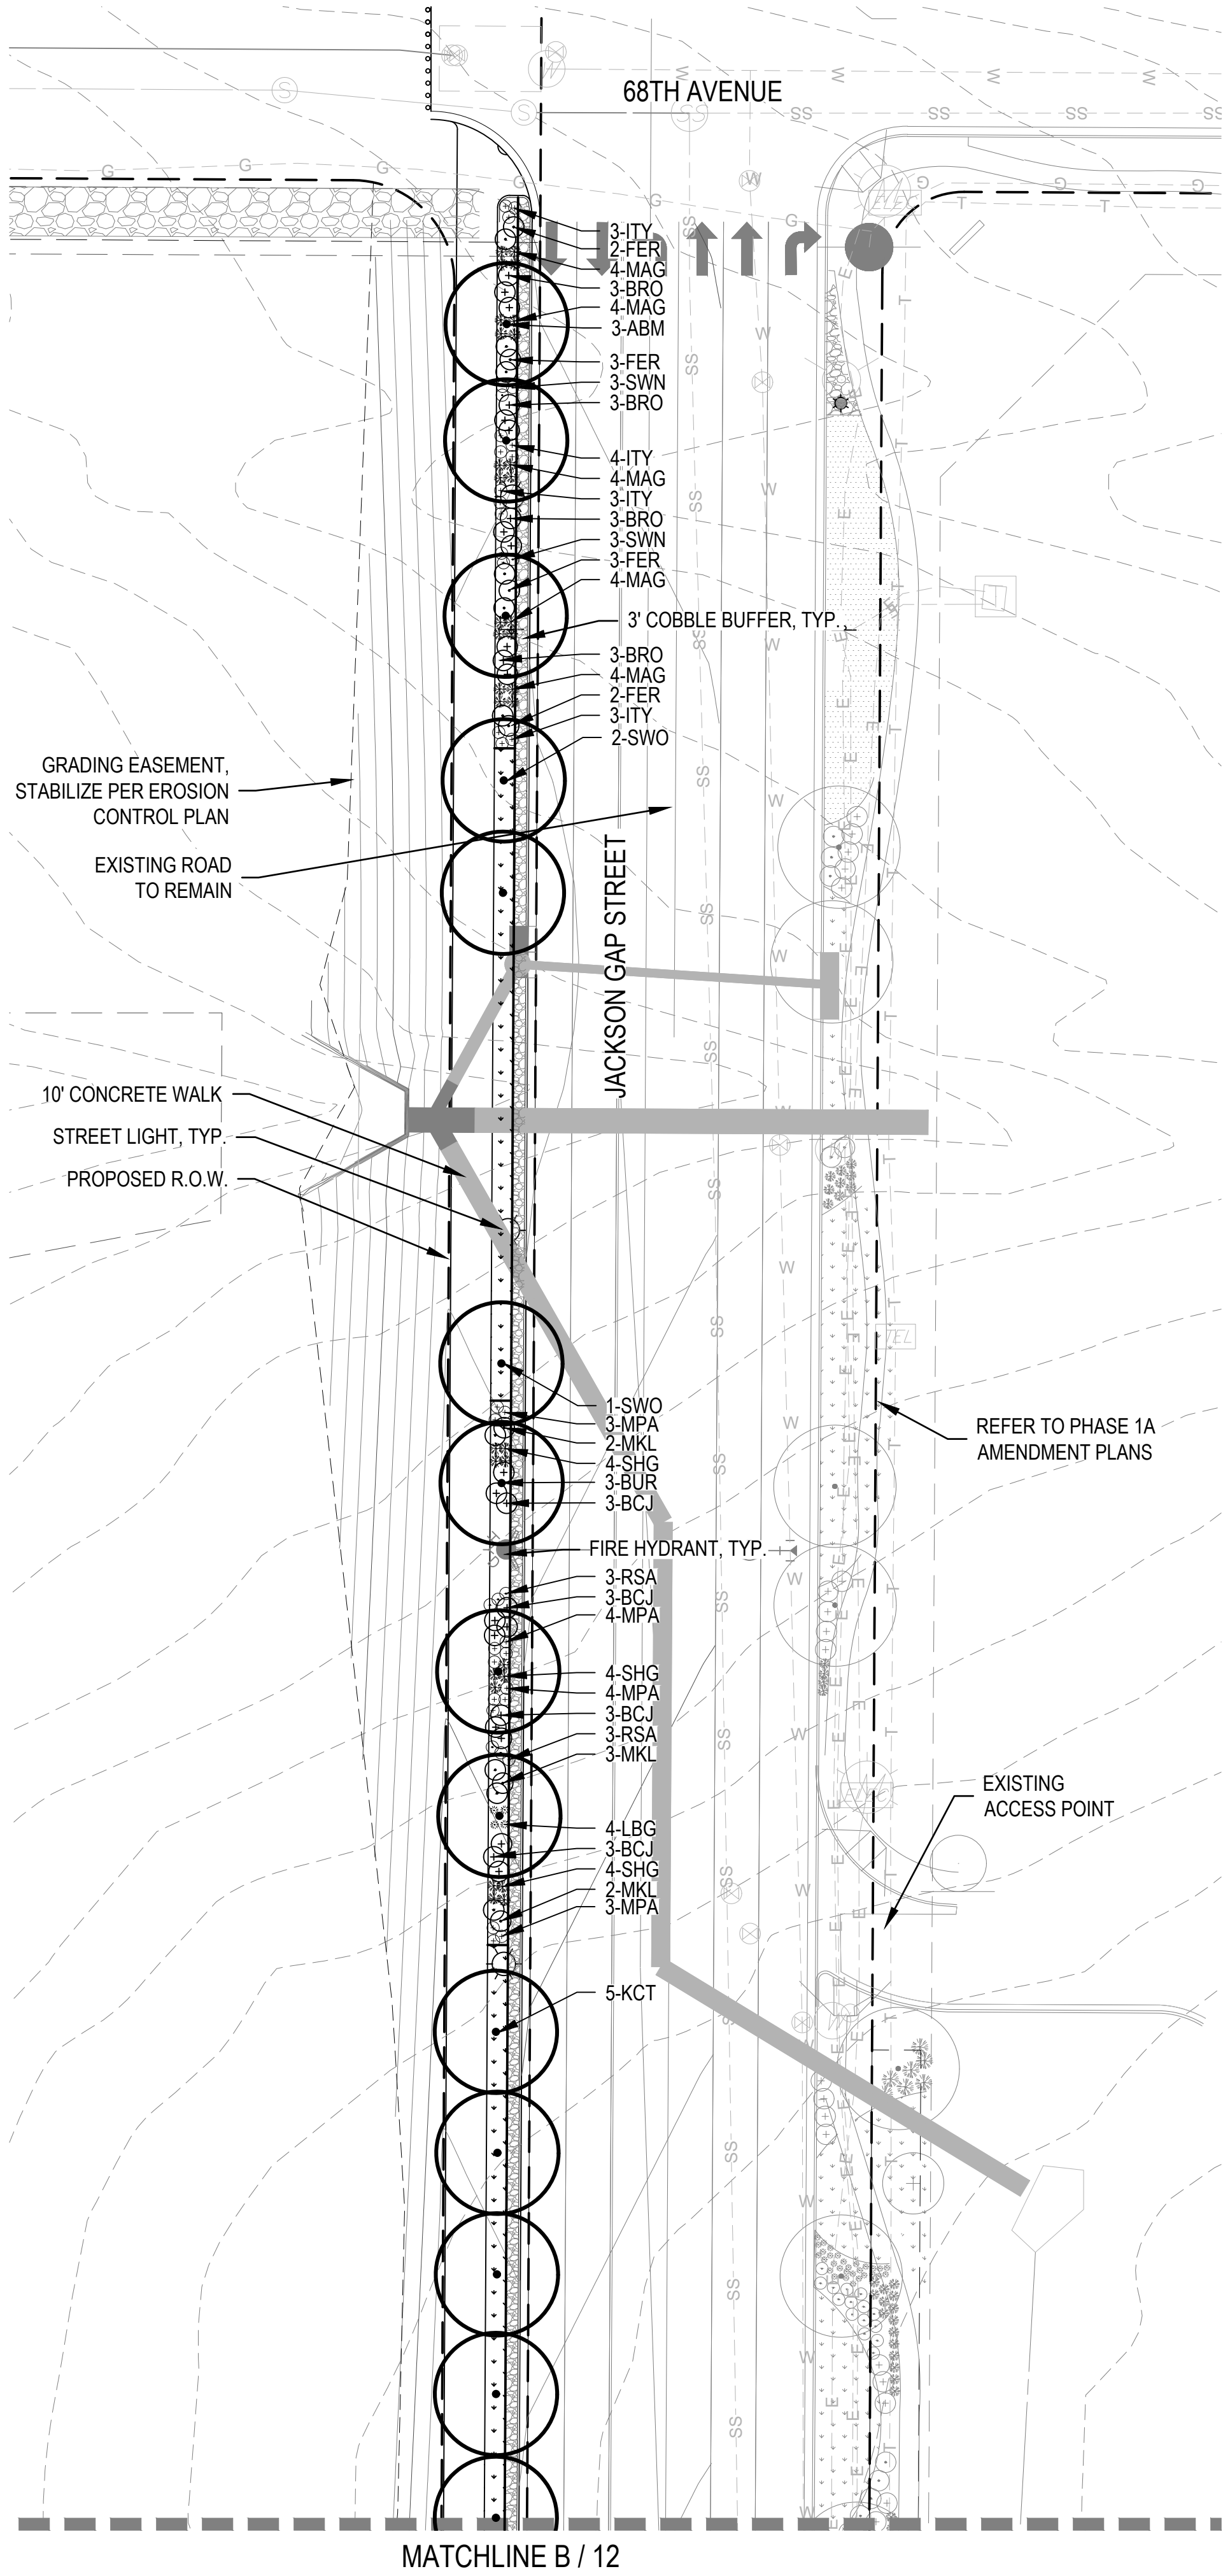 68TH AVENUE
3-ITY
2-FER
4-MAG
3-BRO
4-MAG
3-ABM
3-FER
3-SWN
3-BRO
4-ITY
4-MAG
3-ITY
3-BRO
3-SWN
3-FER
4-MAG
3' COBBLE BUFFER, TYP.
3-BRO
4-MAG
2-FER
3-ITY
2-SWO
GRADING EASEMENT,
STABILIZE PER EROSION
CONTROL PLAN
EXISTING ROAD
TO REMAIN
JACKSON GAP STREET
10' CONCRETE WALK
STREET LIGHT, TYP.
PROPOSED R.O.W.
TEL
1-SWO
3-MPA
2-MKL
4-SHG
3-BUR
3-BCJ
REFER TO PHASE 1A
AMENDMENT PLANS
FIRE HYDRANT, TYP.
3-RSA
3-BCJ
4-MPA
4-SHG
4-MPA
3-BCJ
3-RSA
3-MKL
EXISTING
ACCESS POINT
4-LBG
3-BCJ
4-SHG
2-MKL
3-MPA
5-KCT
MATCHLINE B / 12